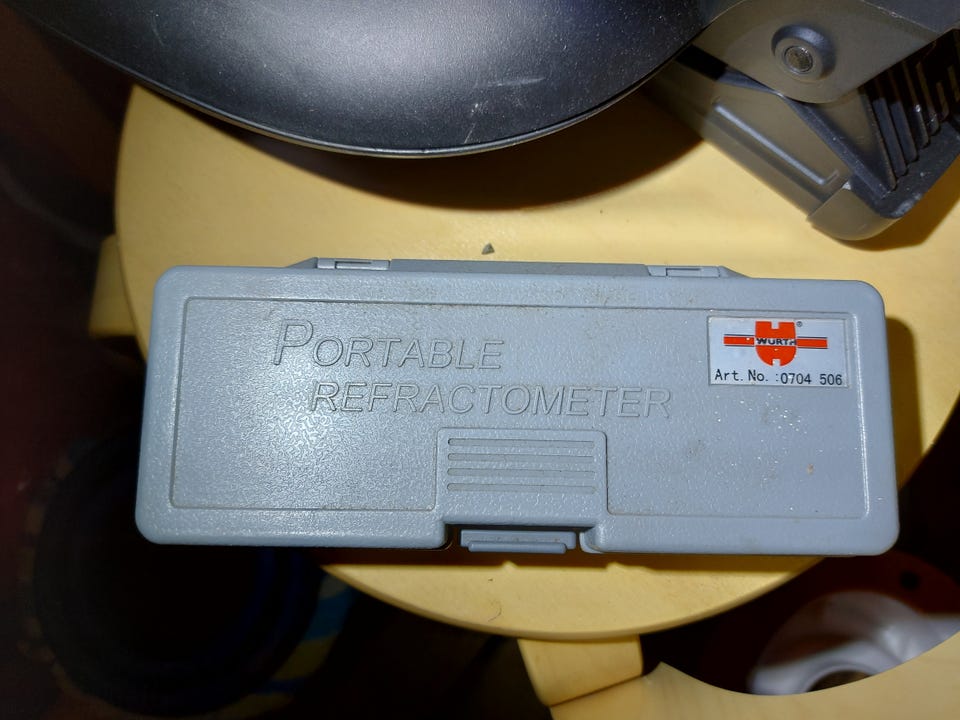 PORTABLE
REFRACTOMETER
WÜRTH®
Art. No. :0704 506